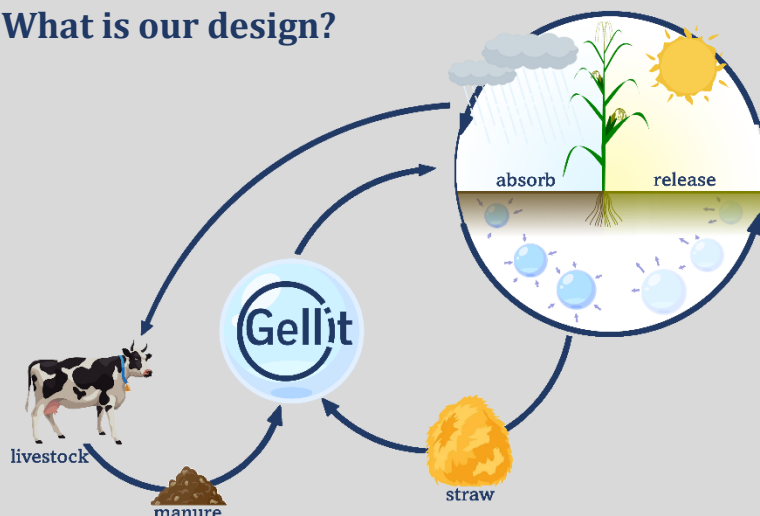 What is our design?
absorb
release
Gellit
livestock
straw
manure